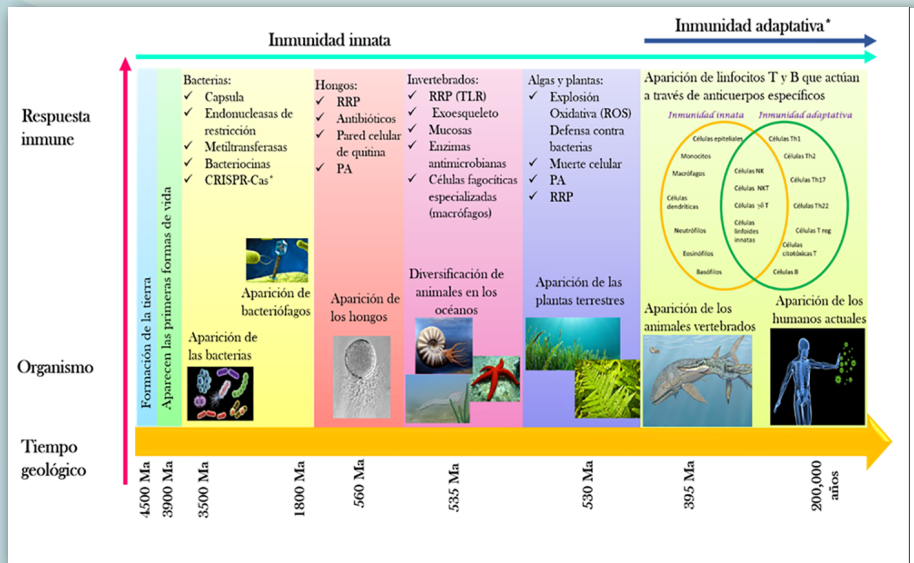 Inmunidad innata
Inmunidad adaptativa*
Respuesta
inmune
Organismo
Tiempo
geológico
Formación de la tierra
Aparecen las primeras formas de vida
Bacterias:
✓ Capsula
✓ Endonucleasas de
restricción
✓ Metiltransferasas
✓ Bacteriocinas
✓ CRISPR-Cas*
Aparición de
bacteriófagos
Aparición de
las bacterias
Hongos:
✓ RRP
✓ Antibióticos
✓ Pared celular
de quitina
✓ PA
Aparición de
los hongos
Invertebrados:
✓ RRP (TLR)
✓ Exoesqueleto
✓ Mucosas
✓ Enzimas
antimicrobianas
✓ Células fagocíticas
especializadas
(macrófagos)
Diversificación de
animales en los
océanos
Algas y plantas:
✓ Explosión
Oxidativa (ROS)
Defensa contra
bacterias
✓ Muerte celular
✓ PA
✓ RRP
Aparición de las
plantas terrestres
Aparición de linfocitos T y B que actúan
a través de anticuerpos específicos
Inmunidad innata
Inmunidad adaptativa
Células epiteliales
Monocitos
Macrófagos
Células
dendríticas
Neutrófilos
Eosinófilos
Basófilos
Células NK
Células NKT
Células γδ T
Células
linfoides
innatas
Células Th1
Células Th2
Células Th17
Células Th22
Células T reg
Células
citotóxicas T
Células B
Aparición de los
animales vertebrados
Aparición de los
humanos actuales
4500 Ma
3900 Ma
3500 Ma
1800 Ma
560 Ma
535 Ma
530 Ma
395 Ma
200,000
años